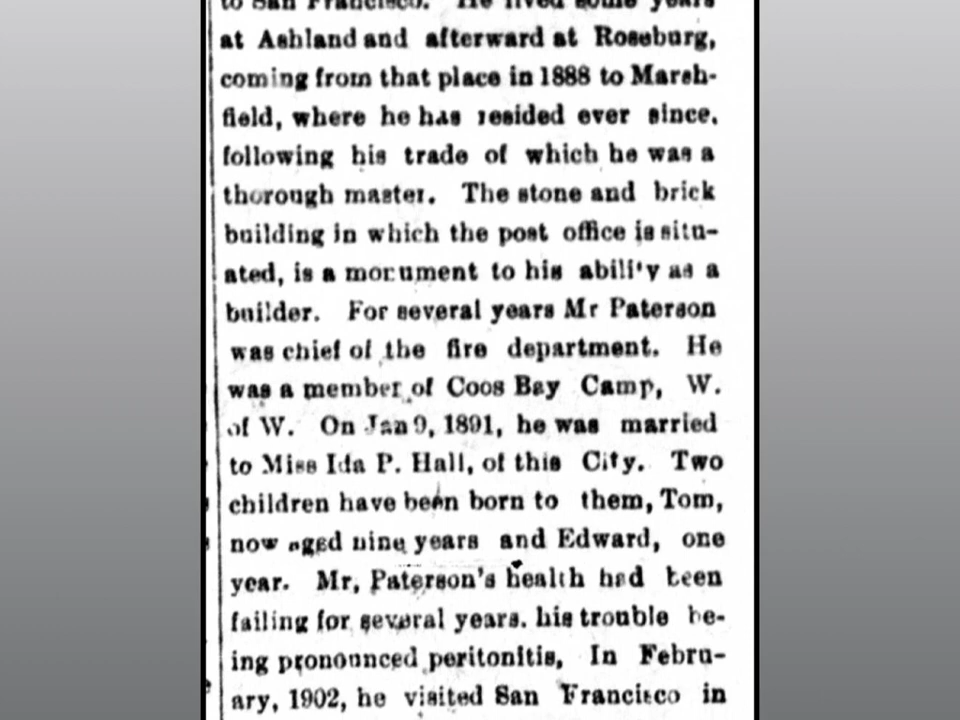 to San Francisco. He lived some years
at Ashland and afterward at Roseburg,
coming from that place in 1888 to Marsh-
field, where he has resided ever since,
following his trade of which he was a
thorough master. The stone and brick
building in which the post office is situ-
ated, is a monument to his ability as a
builder. For several years Mr Paterson
was chief of the fire department. He
was a member of Coos Bay Camp, W.
of W. On Jan 9, 1891, he was married
to Miss Ida P. Hall, of this City. Two
children have been born to them, Tom,
now aged nine years and Edward, one
year. Mr, Paterson's health had been
failing for several years. his trouble be-
ing pronounced peritonitis, In Febru-
ary, 1902, he visited San Francisco in